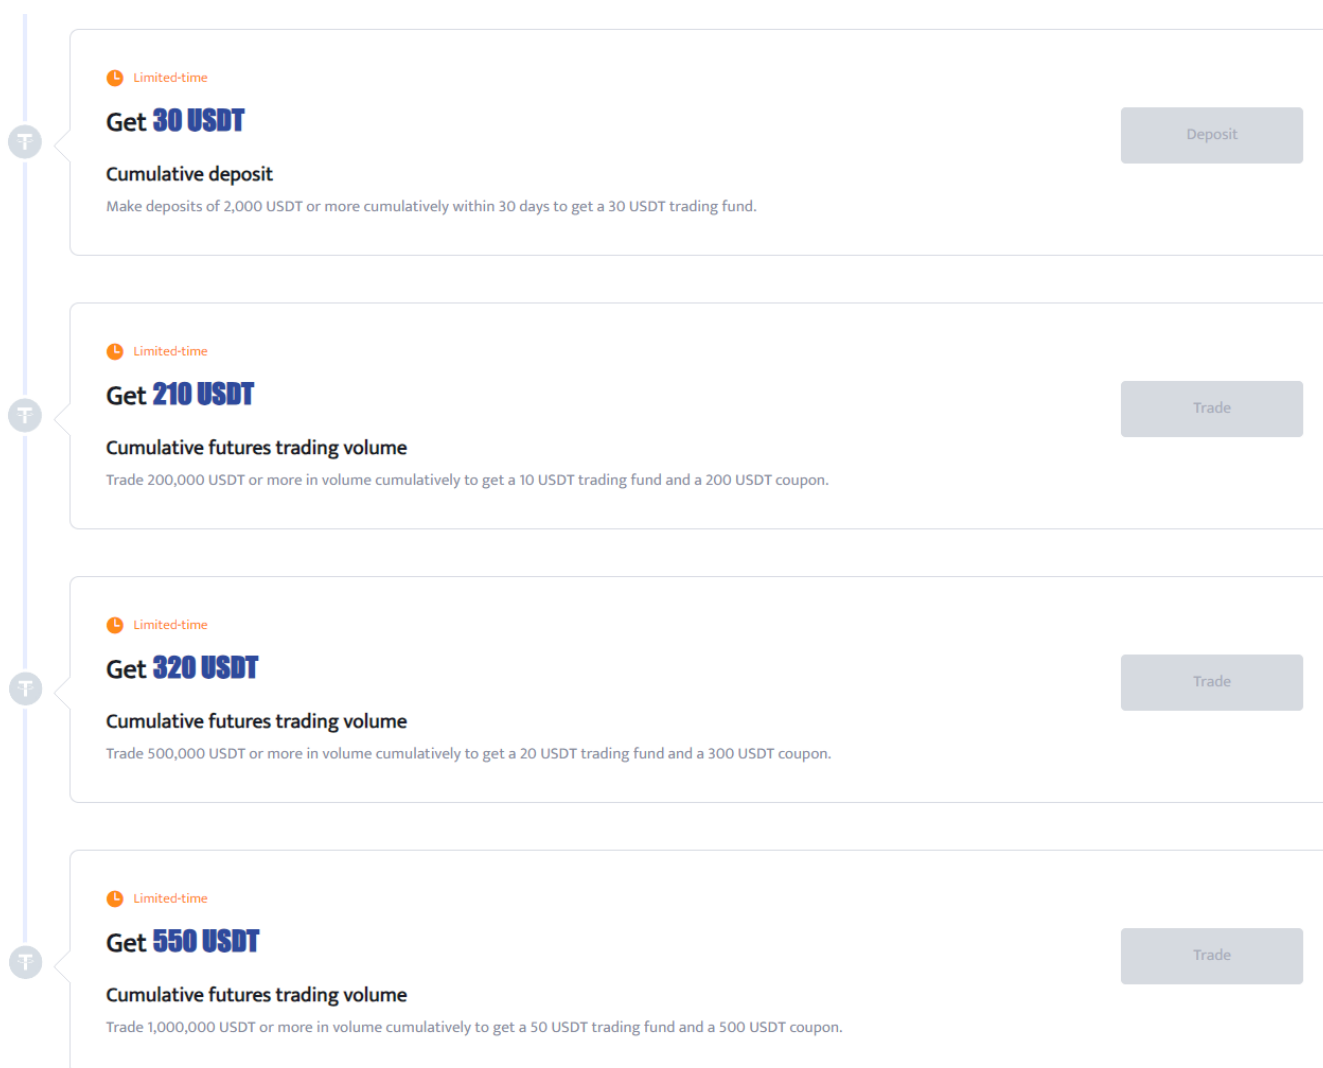 Limited-time
Get 30 USDT
Deposit
Cumulative deposit
Make deposits of 2,000 USDT or more cumulatively within 30 days to get a 30 USDT trading fund.
Limited-time
Get 210 USDT
Trade
Cumulative futures trading volume
Trade 200,000 USDT or more in volume cumulatively to get a 10 USDT trading fund and a 200 USDT coupon.
Limited-time
Get 320 USDT
Trade
Cumulative futures trading volume
Trade 500,000 USDT or more in volume cumulatively to get a 20 USDT trading fund and a 300 USDT coupon.
Limited-time
Get 550 USDT
Trade
Cumulative futures trading volume
Trade 1,000,000 USDT or more in volume cumulatively to get a 50 USDT trading fund and a 500 USDT coupon.